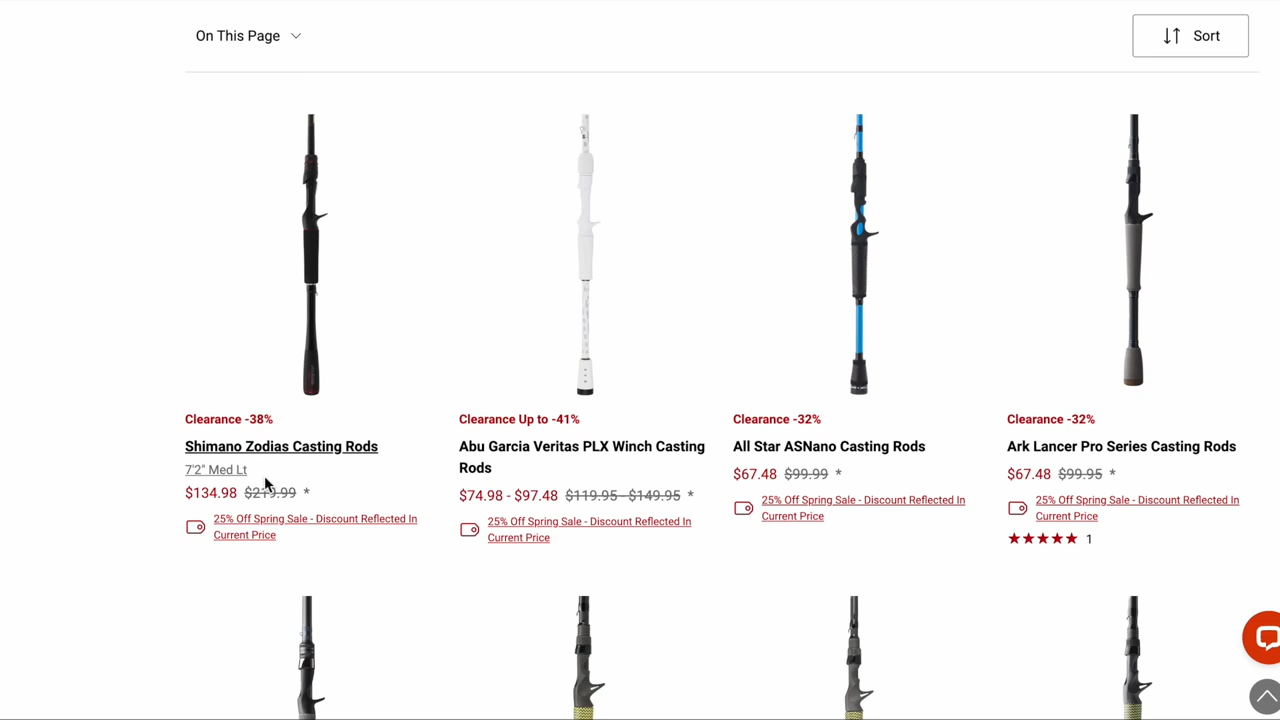 On This Page
Sort
Clearance -38%
Shimano Zodias Casting Rods
7'2" Med Lt
$134.98 $219.99 *
25% Off Spring Sale - Discount Reflected In
Current Price
Clearance Up to -41%
Abu Garcia Veritas PLX Winch Casting
Rods
$74.98 - $97.48 $119.95 - $149.95 *
25% Off Spring Sale - Discount Reflected In
Current Price
Clearance -32%
All Star ASNano Casting Rods
$67.48 $99.99 *
25% Off Spring Sale - Discount Reflected In
Current Price
Clearance -32%
Ark Lancer Pro Series Casting Rods
$67.48 $99.95 *
25% Off Spring Sale - Discount Reflected In
Current Price
1